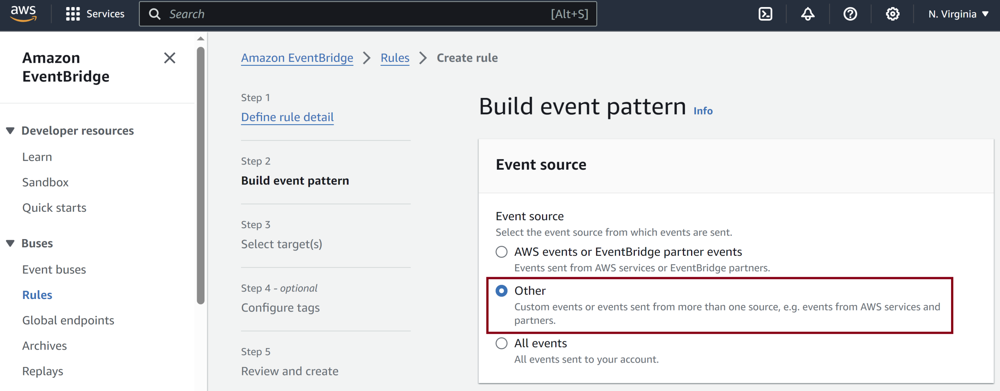 aws
Services
Search
[Alt+S]
N. Virginia
Amazon
EventBridge
Developer resources
Learn
Sandbox
Quick starts
Buses
Event buses
Rules
Global endpoints
Archives
Replays
Amazon EventBridge
Rules
Create rule
Step 1
Define rule detail
Step 2
Build event pattern
Step 3
Select target(s)
Step 4 - optional
Configure tags
Step 5
Review and create
Build event pattern Info
Event source
Event source
Select the event source from which events are sent.
AWS events or EventBridge partner events
Events sent from AWS services or EventBridge partners.
Other
Custom events or events sent from more than one source, e.g. events from AWS services and
partners.
All events
All events sent to your account.